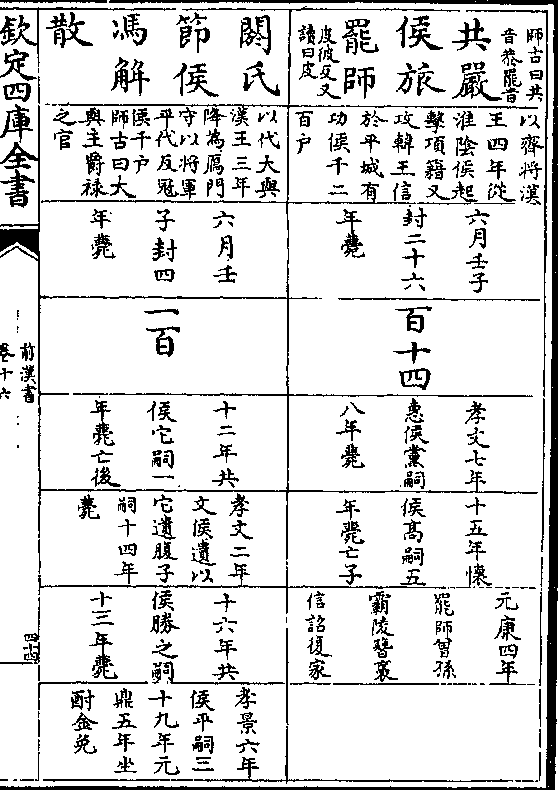 共嚴
侯旅
罷師
師古曰共
音恭罷音
皮彼反又
讀曰皮
以齊將漢
王四年從
淮陰侯起
擊項籍又
攻韓王信
於平城有
功侯千二
百户
六月壬子
封二十六
年薨
百十四
孝文七年
惠侯黨嗣
八年薨
十五年懷
侯高嗣五
年薨亡子
元康四年
罷師曾孫
霸陵簪褭
信詔復家
閼氏
節侯
馮解
散
以代大與
漢王三年
降為鴈門
守以將軍
平代反冦
侯千户
師古曰大
與主爵禄
之官
六月壬
子封四
年薨
一百
十二年共
侯它嗣一
年薨亡後
孝文二年
文侯遺以
它遺腹子
嗣十四年
薨
十六年共
侯勝之嗣
十三年薨
孝景六年
侯平嗣三
十九年元
鼎五年坐
酎金免
欽定四庫全書
前漢書
卷十六
四十四